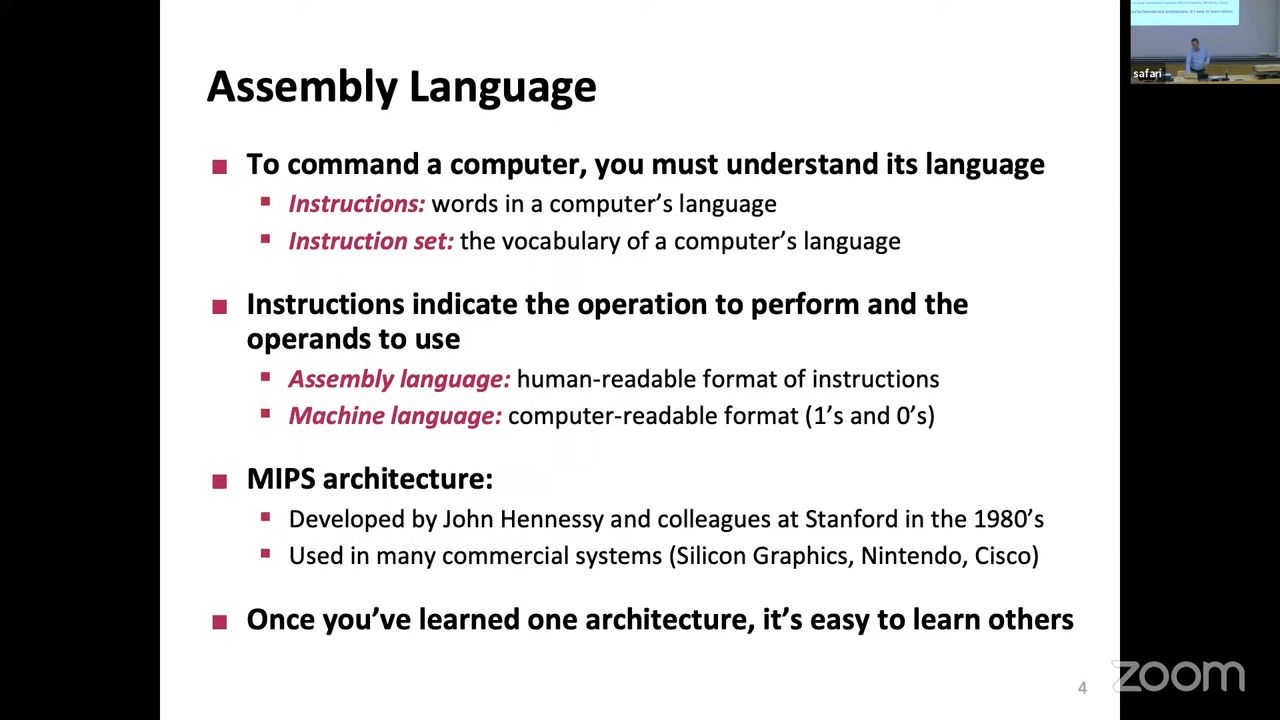 Assembly Language
■ To command a computer, you must understand its language
▪ Instructions: words in a computer's language
▪ Instruction set: the vocabulary of a computer's language
■ Instructions indicate the operation to perform and the
operands to use
▪ Assembly language: human-readable format of instructions
▪ Machine language: computer-readable format (1's and 0's)
■ MIPS architecture:
▪ Developed by John Hennessy and colleagues at Stanford in the 1980's
▪ Used in many commercial systems (Silicon Graphics, Nintendo, Cisco)
■ Once you've learned one architecture, it's easy to learn others
4
safari
zoom